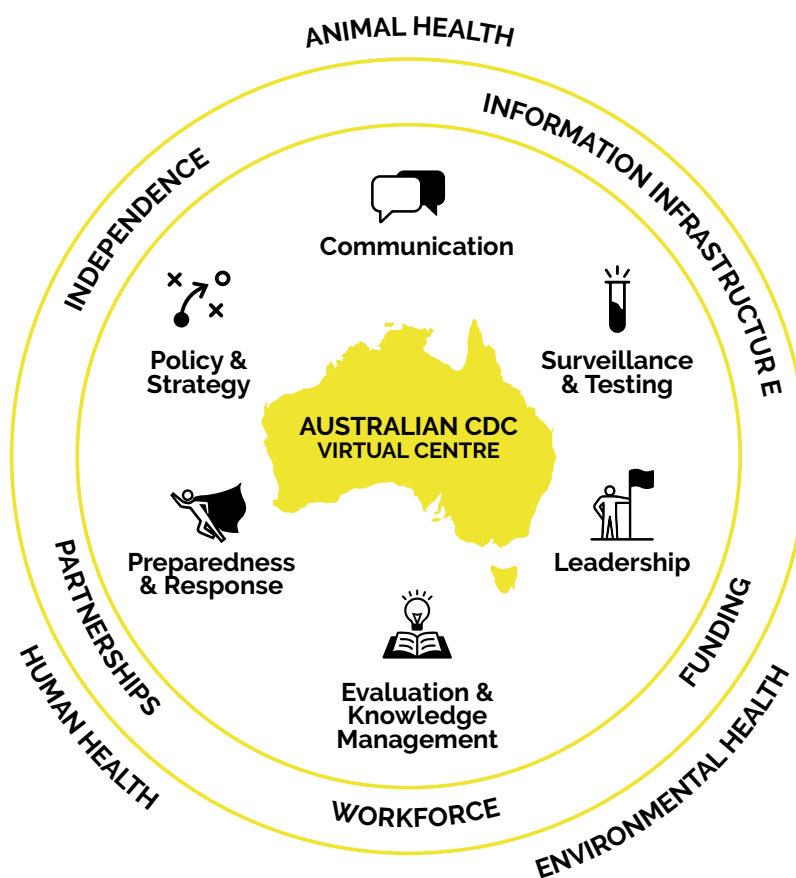 ANIMAL HEALTH
INFORMATION INFRASTRUCTURE
INDEPENDENCE
Communication
Policy &
Strategy
Surveillance
& Testing
AUSTRALIAN CDC
VIRTUAL CENTRE
Preparedness
& Response
Leadership
PARTNERSHIPS
FUNDING
HUMAN HEALTH
Evaluation &
Knowledge
Management
WORKFORCE
ENVIRONMENTAL HEALTH